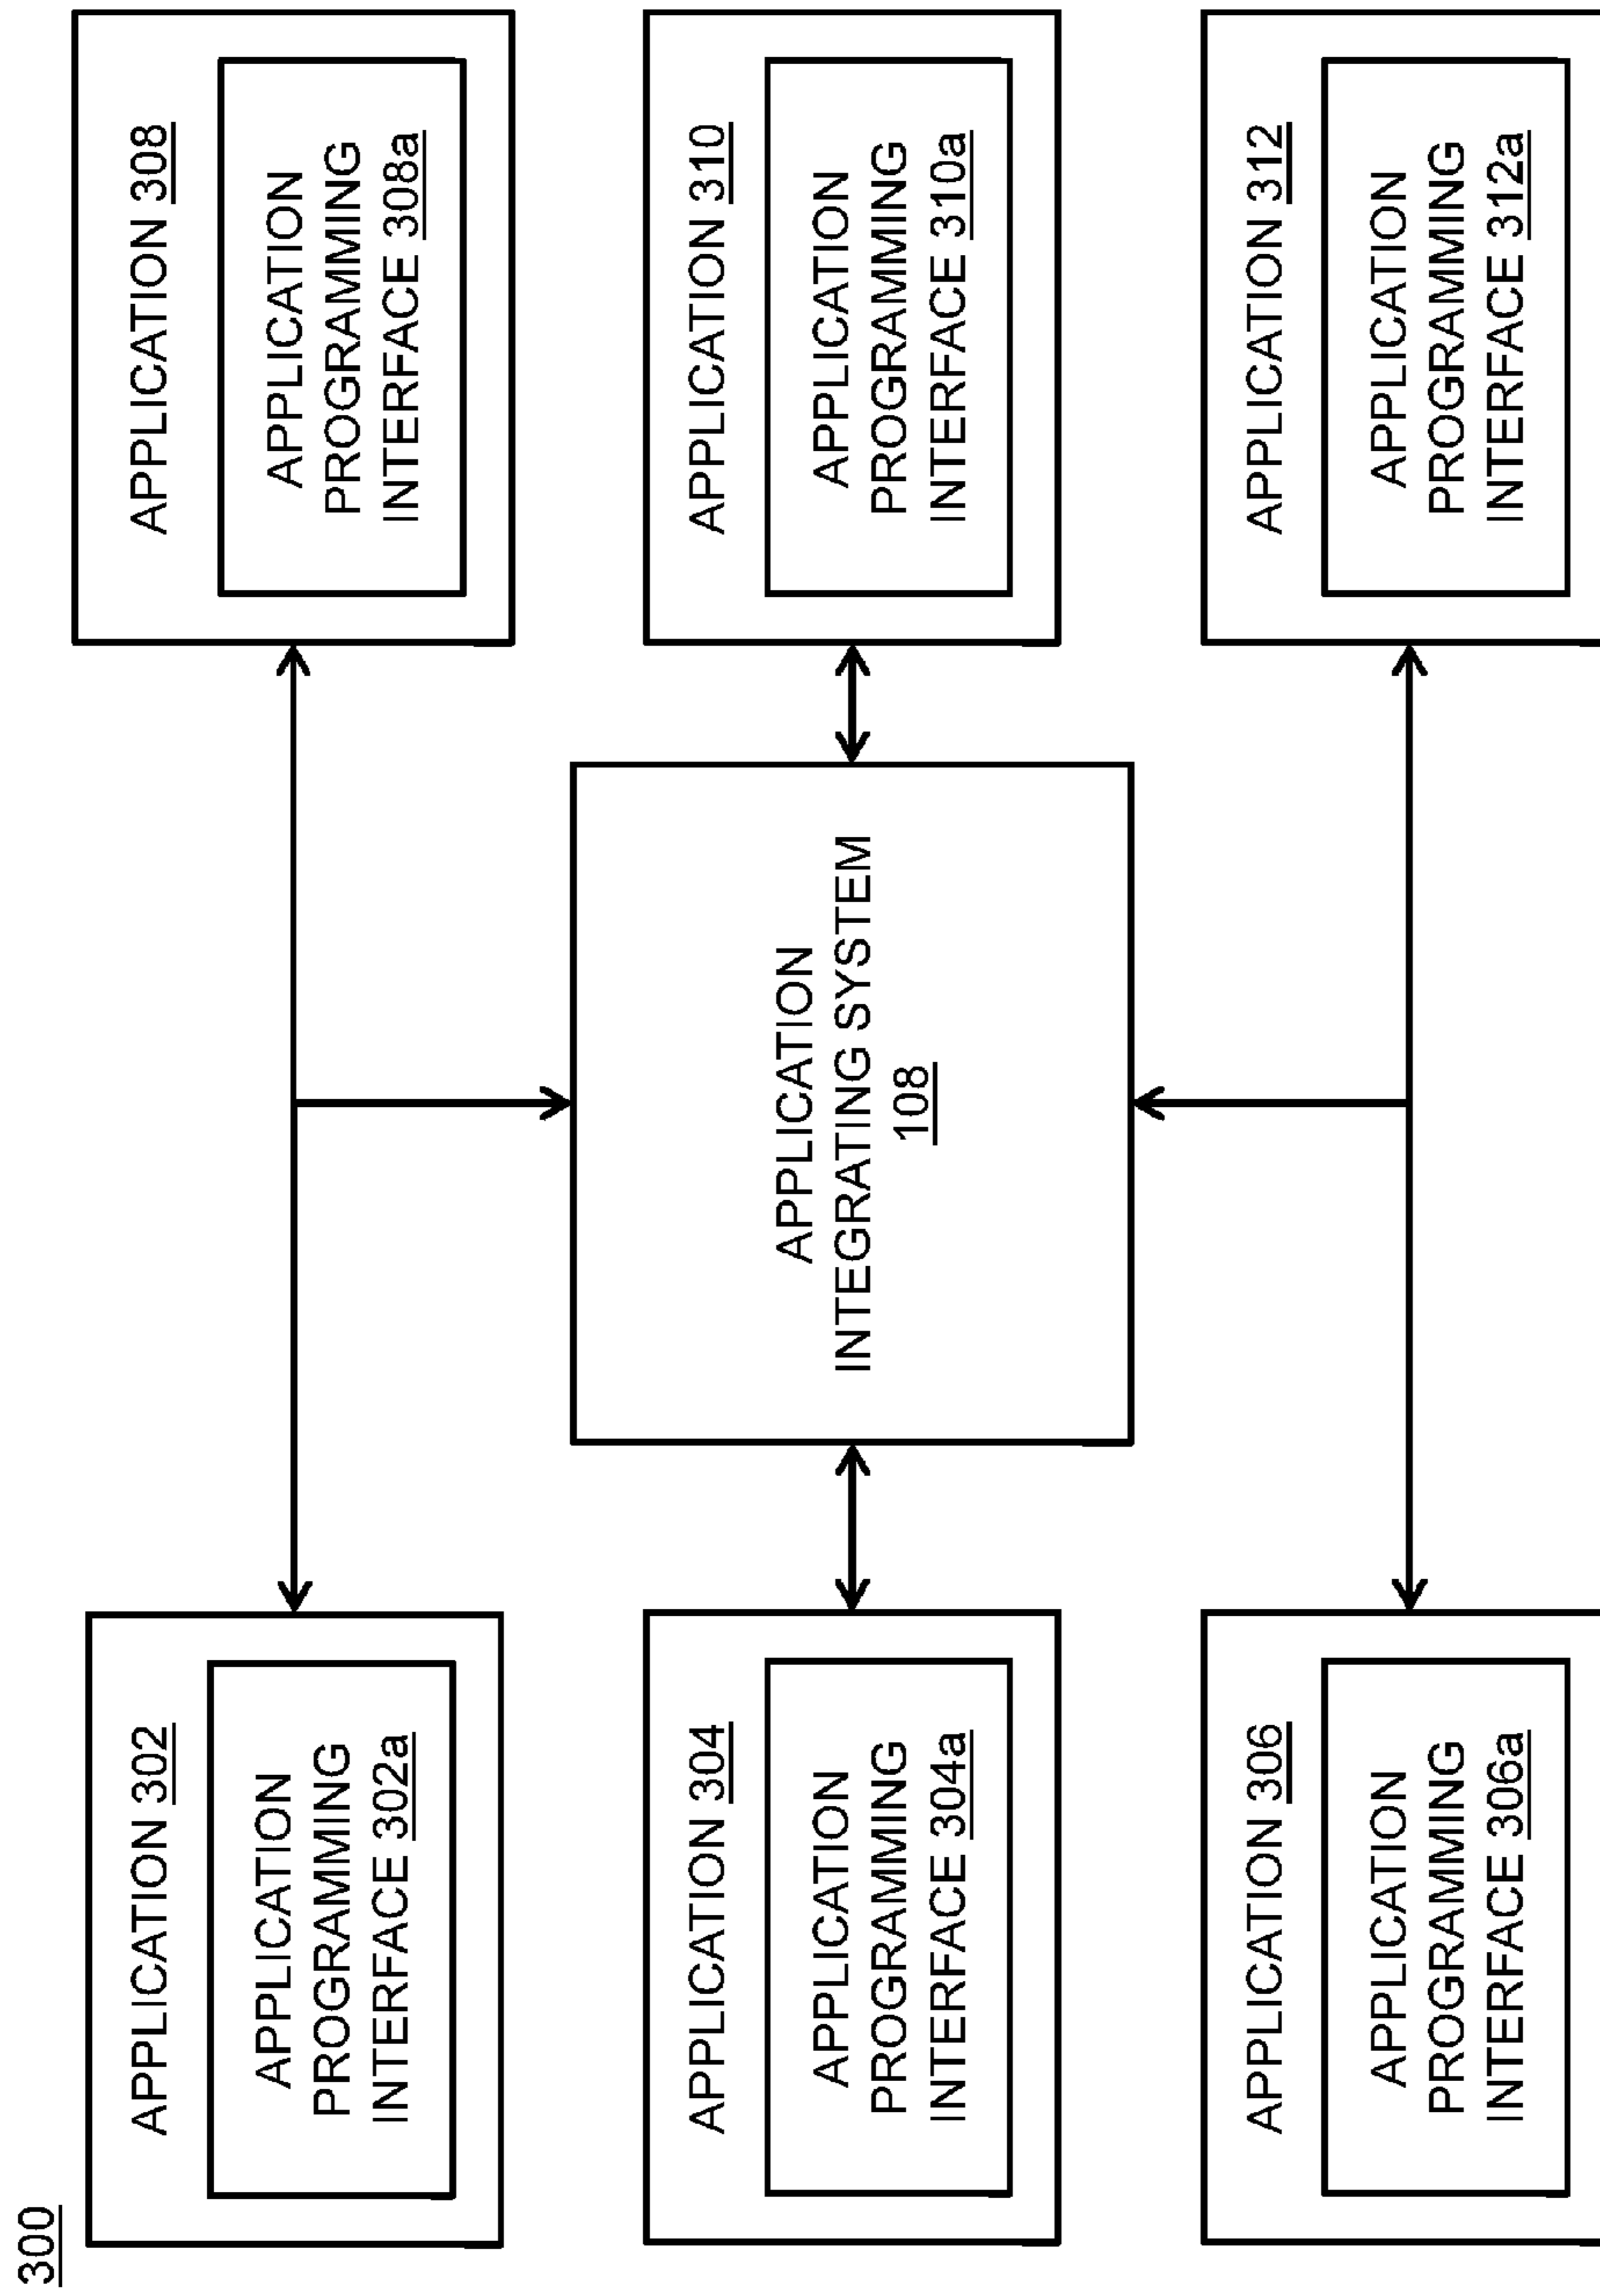 300
APPLICATION 302
APPLICATION
PROGRAMMING
INTERFACE 302a
APPLICATION 304
APPLICATION
PROGRAMMING
INTERFACE 304a
APPLICATION 306
APPLICATION
PROGRAMMING
INTERFACE 306a
APPLICATION
INTEGRATING SYSTEM
108
APPLICATION 308
APPLICATION
PROGRAMMING
INTERFACE 308a
APPLICATION 310
APPLICATION
PROGRAMMING
INTERFACE 310a
APPLICATION 312
APPLICATION
PROGRAMMING
INTERFACE 312a